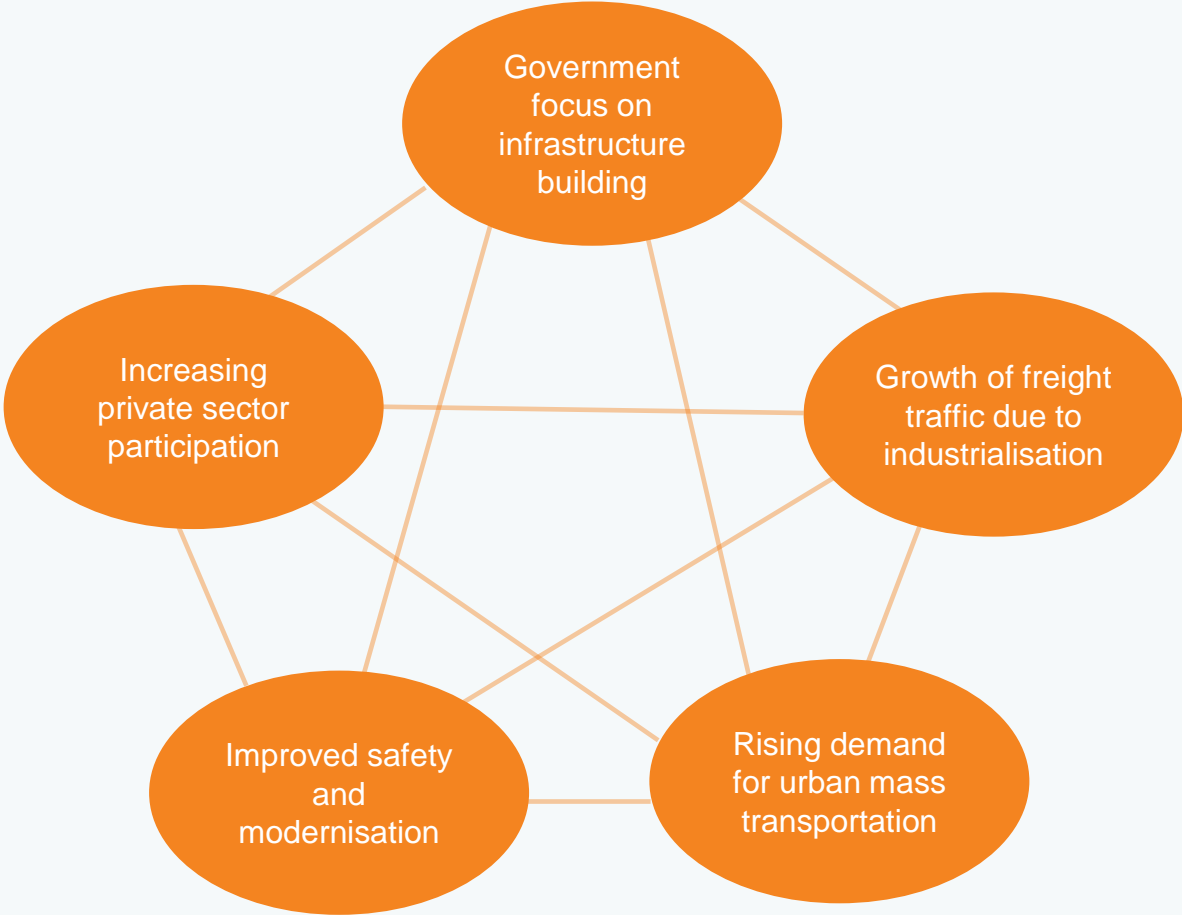 Government
focus on
infrastructure
building
Increasing
private sector
participation
Growth of freight
traffic due to
industrialisation
Improved safety
and
modernisation
Rising demand
for urban mass
transportation